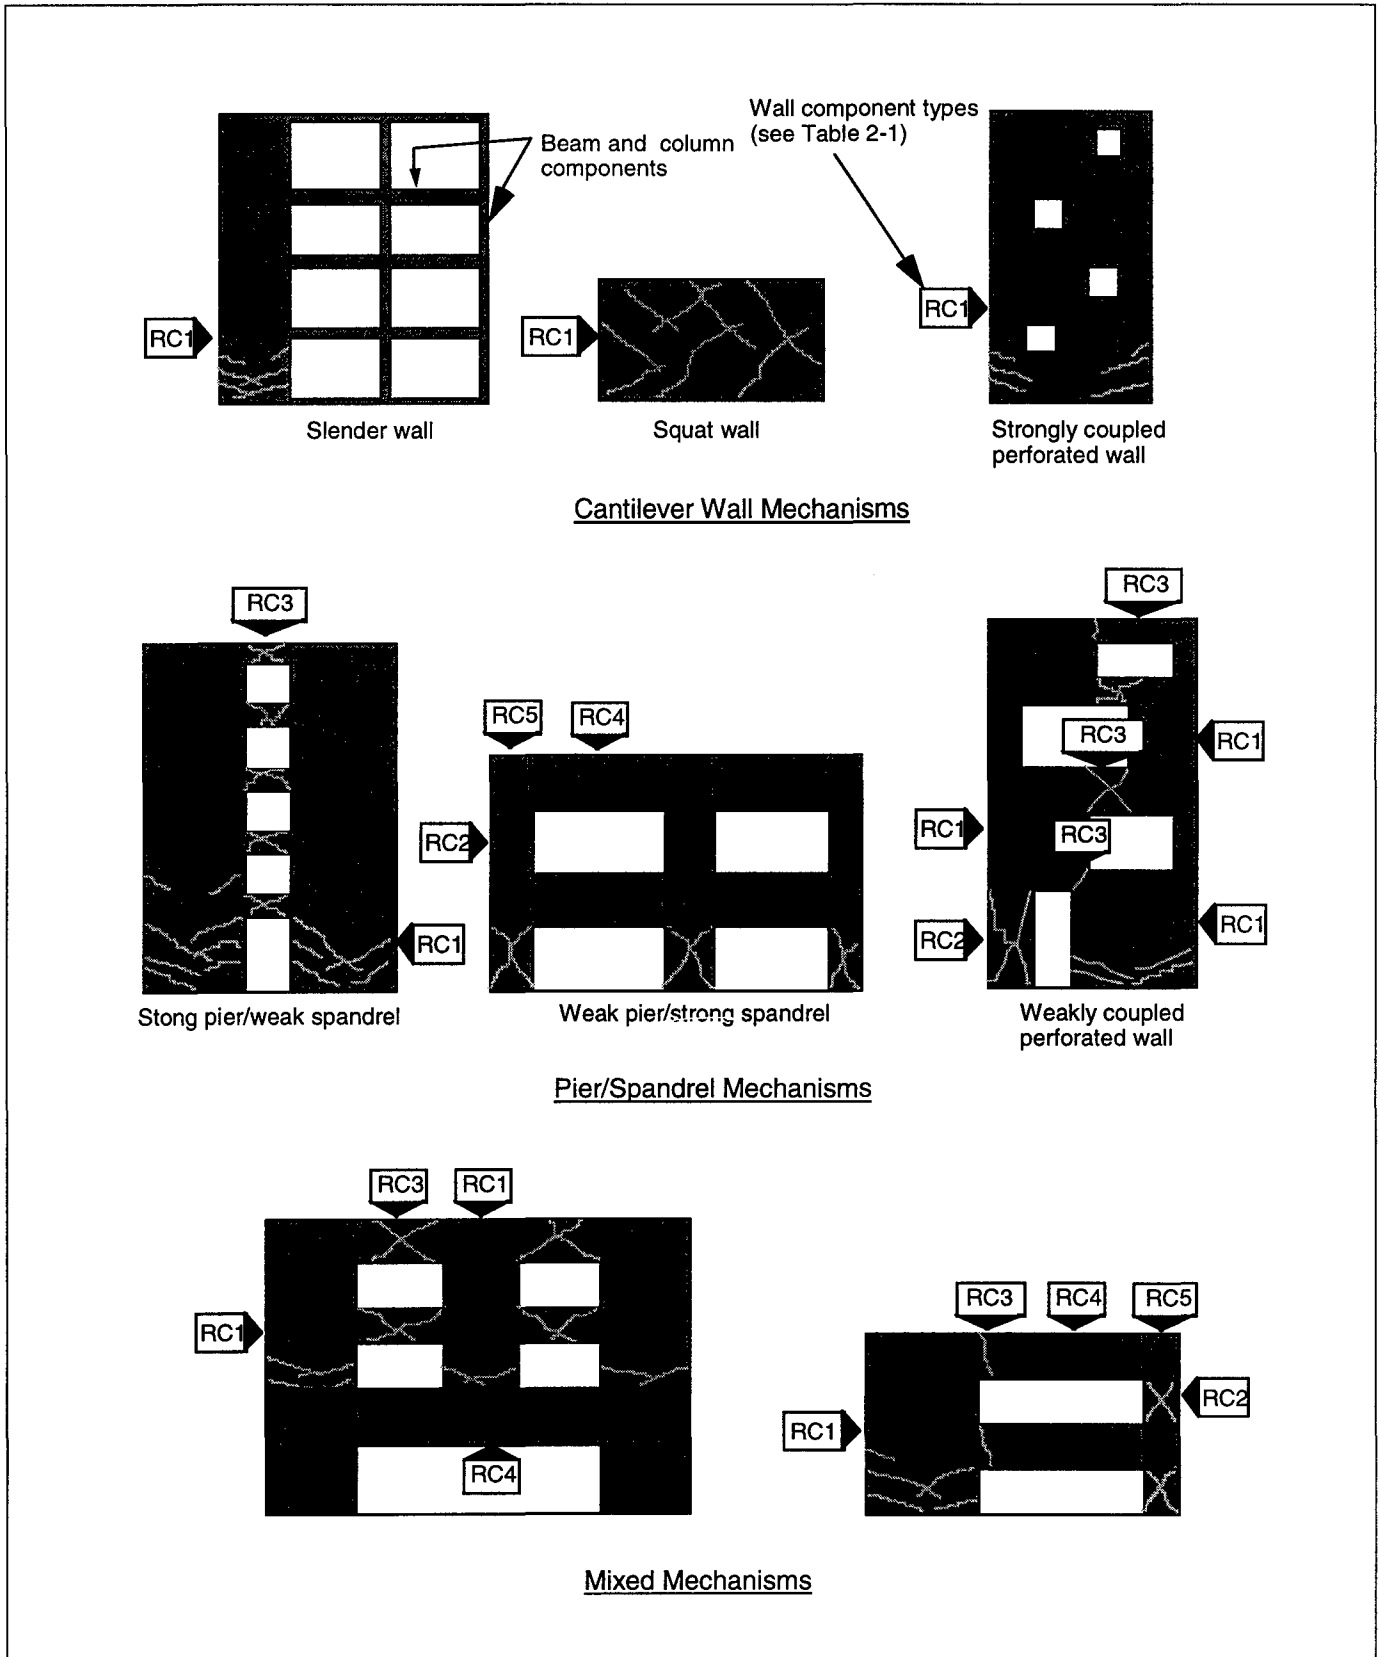 Wall component types
(see Table 2-1)
Beam and column
components
RC1
RC1
RC1
Slender wall
Squat wall
Strongly coupled
perforated wall
Cantilever Wall Mechanisms
RC3
RC3
RC5
RC4
RC3
RC1
RC2
RC1
RC3
RC1
RC2
RC1
Stong pier/weak spandrel
Weak pier/strong spandrel
Weakly coupled
perforated wall
Pier/Spandrel Mechanisms
RC3
RC1
RC1
RC4
RC3
RC4
RC5
RC2
RC1
Mixed Mechanisms